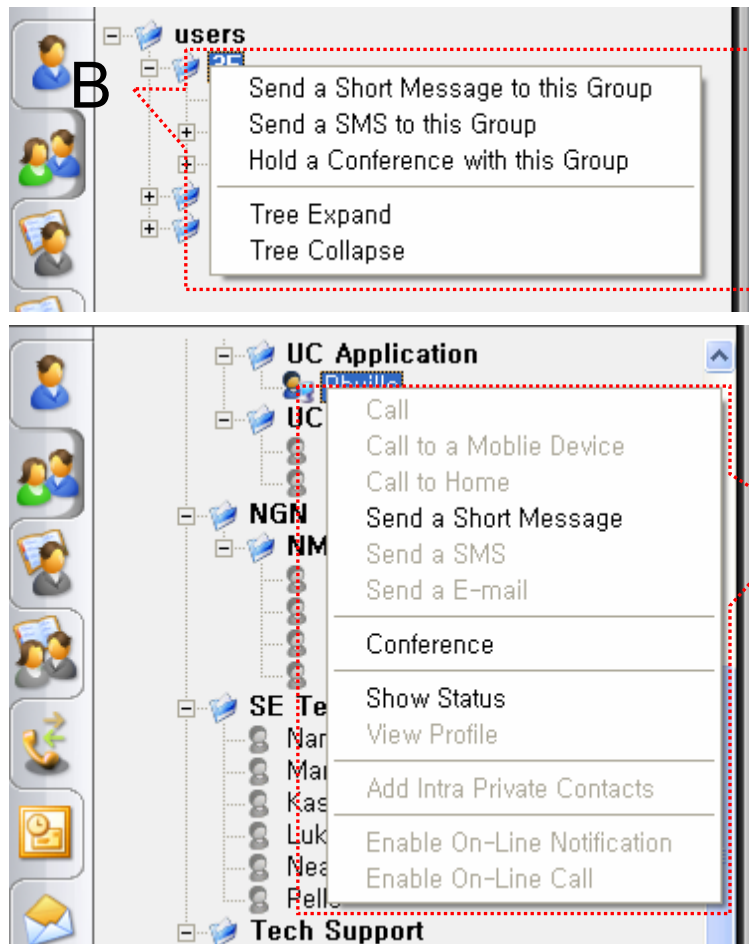 users
B
Send a Short Message to this Group
Send a SMS to this Group
Hold a Conference with this Group
Tree Expand
Tree Collapse
UC Application
UC
Call
Call to a Moblie Device
Call to Home
NGN
Send a Short Message
NM
Send a SMS
Send a E-mail
Conference
SE Te
Show Status
View Profile
Add Intra Private Contacts
Kas
Luk
Enable On-Line Notification
Nea
Enable On-Line Call
Tech Support